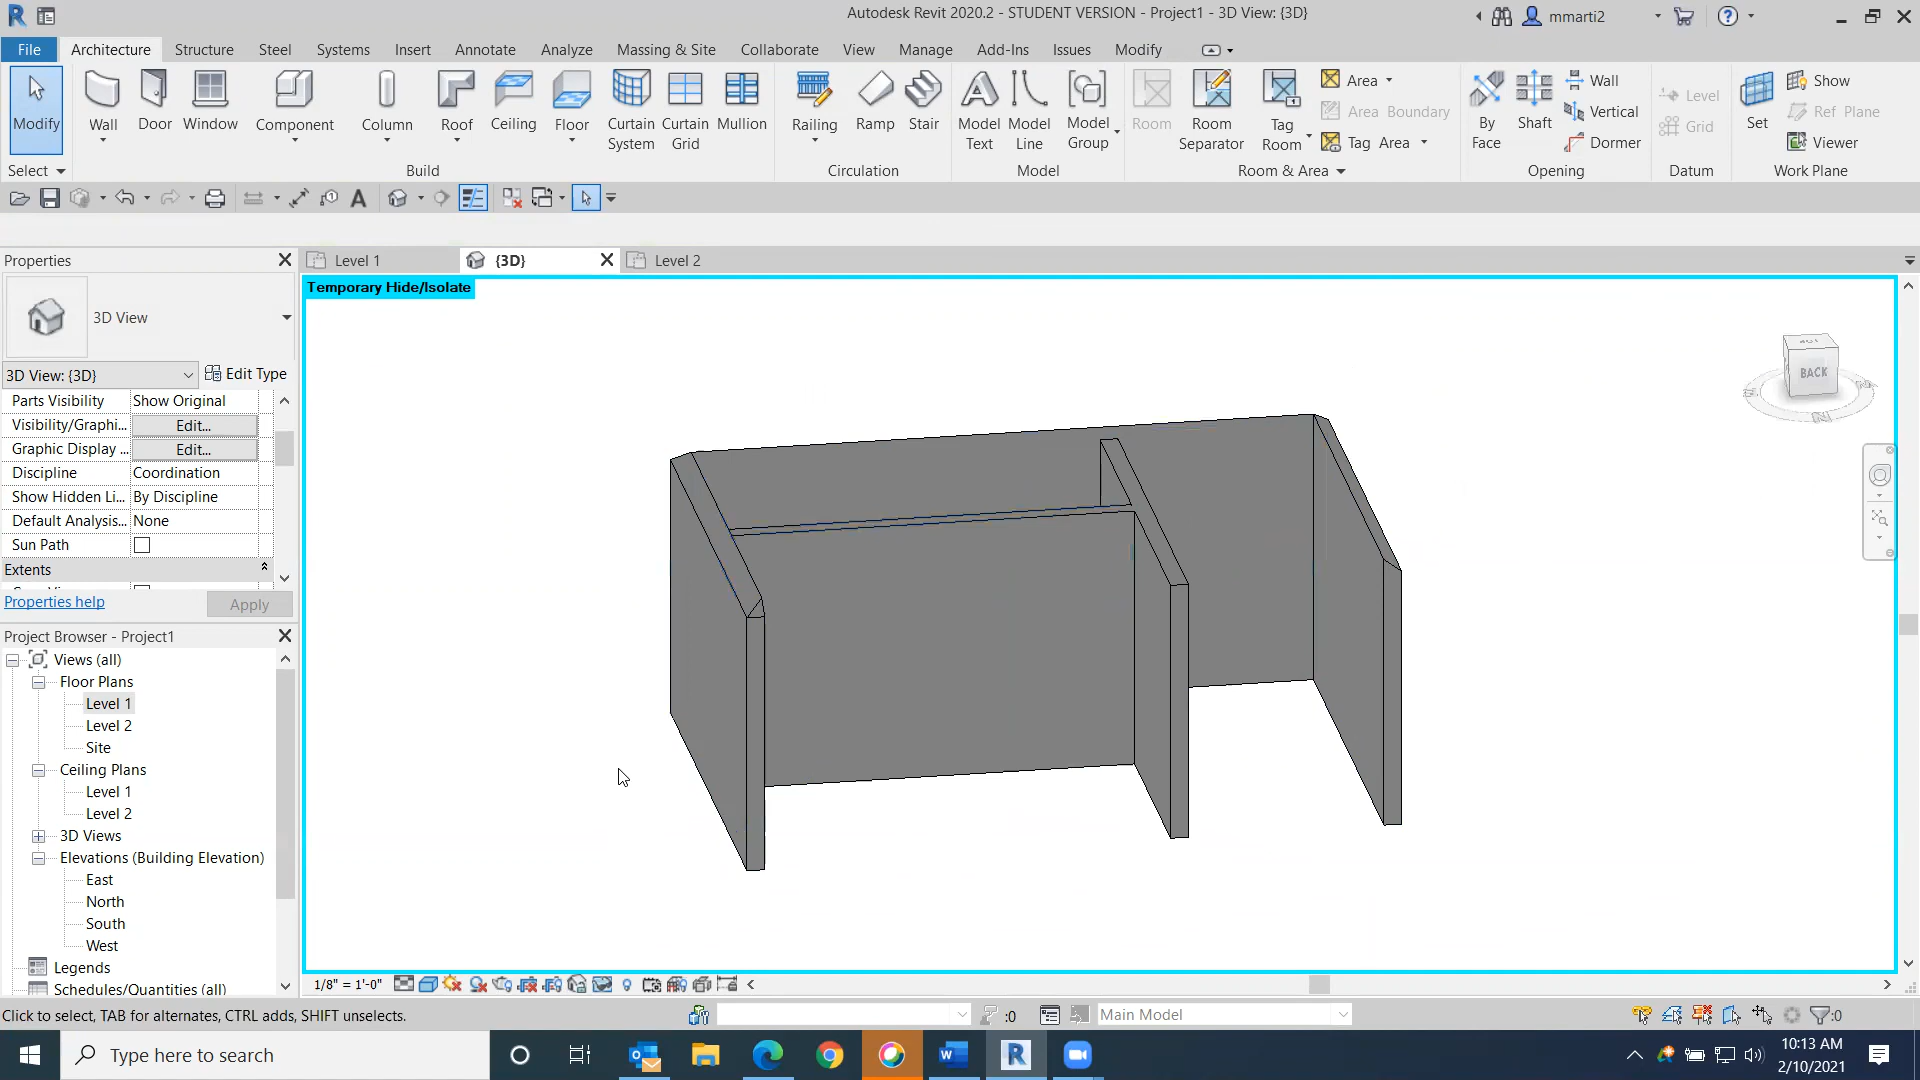 Autodesk Revit 2020.2 - STUDENT VERSION - Project1 - 3D View: {3D}
mmarti2
File Architecture Structure Steel Systems Insert Annotate Analyze Massing & Site Collaborate View Manage Add-Ins Issues Modify
Modify Wall Door Window Component Column Roof Ceiling Floor Curtain System Curtain Grid Mullion Railing Ramp Stair Model Text Model Line Model Group Room Room Separator Tag Room
Area
Area Boundary
Tag Area
By Face Shaft
Wall
Vertical
Dormer
Level
Grid
Set
Show
Ref Plane
Viewer
Select Build Circulation Model Room & Area Opening Datum Work Plane
Properties
Level 1 {3D} Level 2
Temporary Hide/Isolate
3D View
3D View: {3D} Edit Type
Parts Visibility Show Original
Visibility/Graphi... Edit...
Graphic Display ... Edit...
Discipline Coordination
Show Hidden Li... By Discipline
Default Analysis... None
Sun Path
Extents
Properties help Apply
Project Browser - Project1
Views (all)
Floor Plans
Level 1
Level 2
Site
Ceiling Plans
Level 1
Level 2
3D Views
Elevations (Building Elevation)
East
North
South
West
Legends
Schedules/Quantities (all)
BACK
1/8" = 1'-0"
Click to select, TAB for alternates, CTRL adds, SHIFT unselects.
:0
Main Model
:0
Type here to search
10:13 AM
2/10/2021